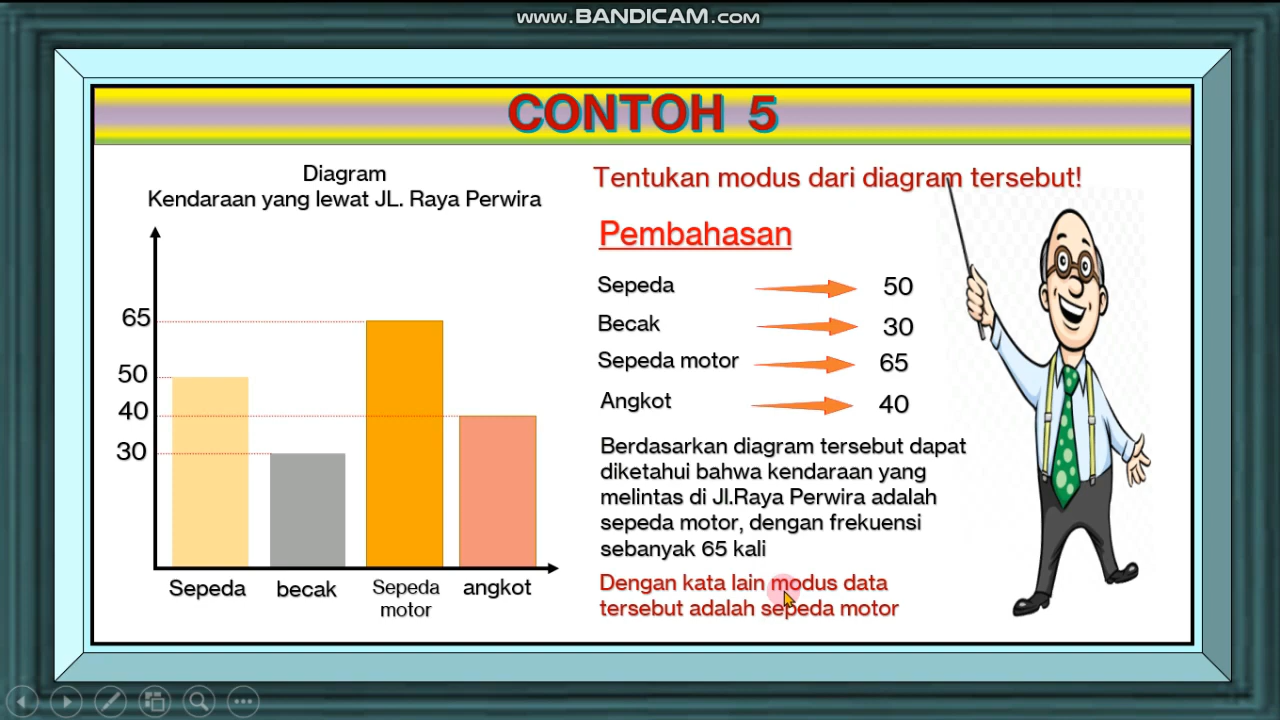 www.BANDICAM.com
CONTOH 5
Diagram
Kendaraan yang lewat JL. Raya Perwira
65
50
40
30
Sepeda
becak
Sepeda
motor
angkot
Tentukan modus dari diagram tersebut!
Pembahasan
Sepeda 50
Becak 30
Sepeda motor 65
Angkot 40
Berdasarkan diagram tersebut dapat
diketahui bahwa kendaraan yang
melintas di Jl.Raya Perwira adalah
sepeda motor, dengan frekuensi
sebanyak 65 kali
Dengan kata lain modus data
tersebut adalah sepeda motor